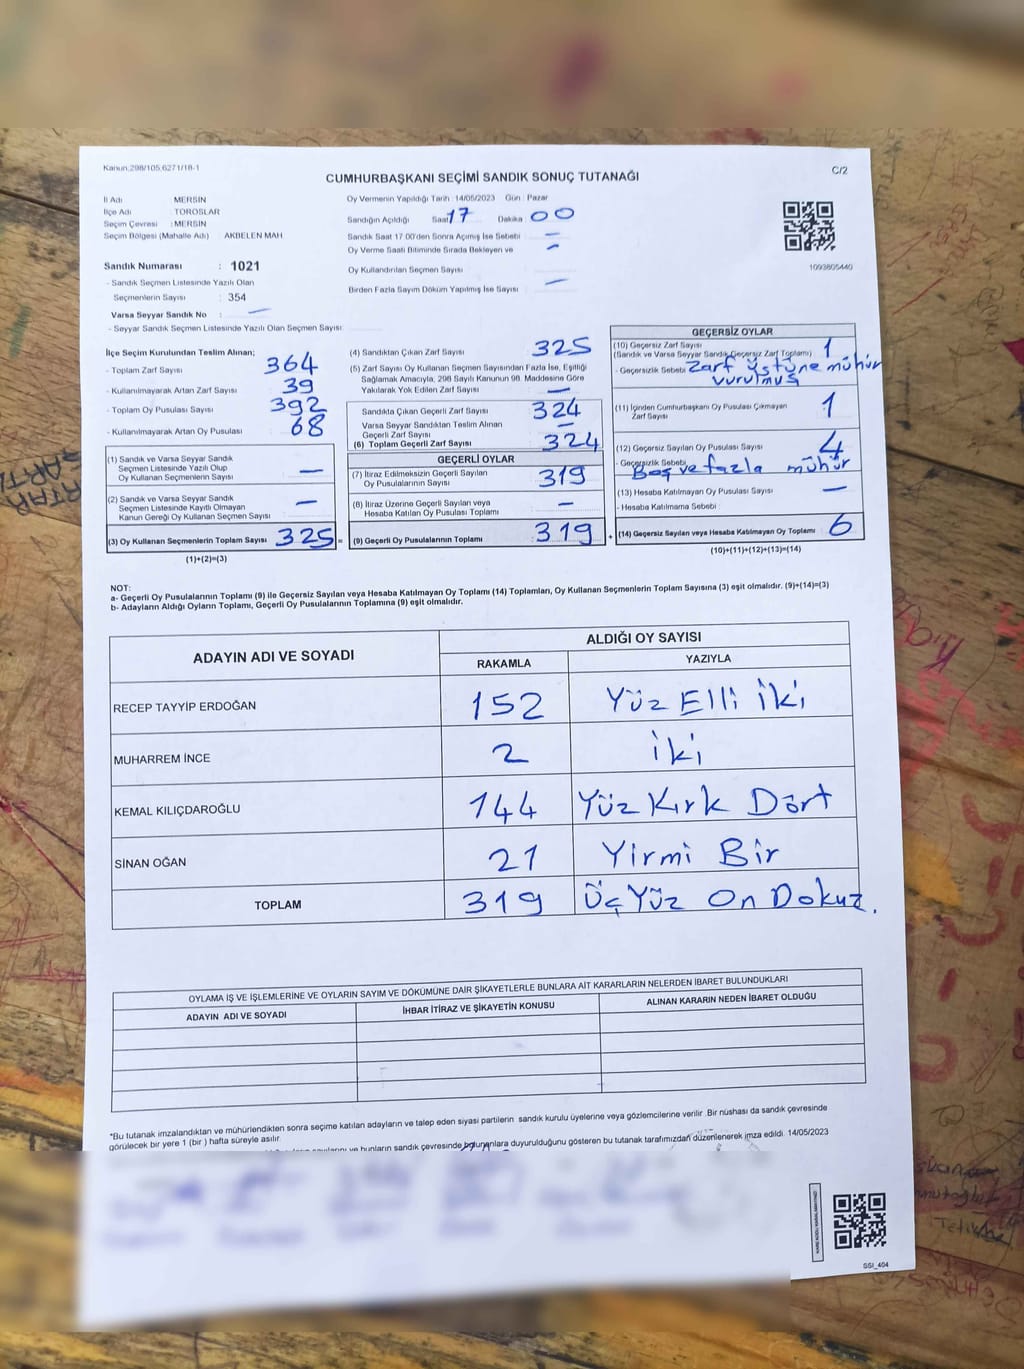 Kanun:298/105,6271/18-1
C/2
CUMHURBAŞKANI SEÇİMİ SANDIK SONUÇ TUTANAĞI
İl Adı : MERSİN
İlçe Adı : TOROSLAR
Seçim Çevresi : MERSİN
Seçim Bölgesi (Mahalle Adı) : AKBELEN MAH
Sandık Numarası : 1021
- Sandık Seçmen Listesinde Yazılı Olan
Seçmenlerin Sayısı : 354
Varsa Seyyar Sandık No : —
- Seyyar Sandık Seçmen Listesinde Yazılı Olan Seçmen Sayısı:
Oy Vermenin Yapıldığı Tarih: 14/05/2023 Gün : Pazar
Sandığın Açıldığı Saat 17 Dakika : 00
Sandık Saat 17.00'den Sonra Açımış İse Sebebi : —
Oy Verme Saati Bitiminde Sırada Bekleyen ve —
Oy Kullandırılan Seçmen Sayısı
Birden Fazla Sayım Döküm Yapılmış İse Sayısı : —
1093805440
İlçe Seçim Kurulundan Teslim Alınan;
- Toplam Zarf Sayısı : 364
- Kullanılmayarak Artan Zarf Sayısı : 39
- Toplam Oy Pusulası Sayısı : 392
- Kullanılmayarak Artan Oy Pusulası : 68
(1) Sandık ve Varsa Seyyar Sandık
Seçmen Listesinde Yazılı Olup
Oy Kullanan Seçmenlerin Sayısı : —
(2) Sandık ve Varsa Seyyar Sandık
Seçmen Listesinde Kayıtlı Olmayan
Kanun Gereği Oy Kullanan Seçmen Sayısı : —
(3) Oy Kullanan Seçmenlerin Toplam Sayısı : 325 =
(1)+(2)=(3)
(4) Sandıktan Çıkan Zarf Sayısı : 325
(5) Zarf Sayısı Oy Kullanan Seçmen Sayısından Fazla İse, Eşitliği
Sağlamak Amacıyla, 298 Sayılı Kanunun 98. Maddesine Göre
Yakılarak Yok Edilen Zarf Sayısı : —
Sandıkta Çıkan Geçerli Zarf Sayısı : 324
Varsa Seyyar Sandıktan Teslim Alınan
Geçerli Zarf Sayısı : —
(6) Toplam Geçerli Zarf Sayısı : 324
GEÇERLİ OYLAR
(7) İtiraz Edilmeksizin Geçerli Sayılan
Oy Pusulalarının Sayısı : 319
(8) İtiraz Üzerine Geçerli Sayılan veya
Hesaba Katılan Oy Pusulası Toplamı : —
(9) Geçerli Oy Pusulalarının Toplamı : 319 +
GEÇERSİZ OYLAR
(10) Geçersiz Zarf Sayısı : 1
(Sandık ve Varsa Seyyar Sandık Geçersiz Zarf Toplamı)
- Geçersizlik Sebebi : Zarf üstüne mühür
vurulmuş
(11) İçinden Cumhurbaşkanı Oy Pusulası Çıkmayan
Zarf Sayısı : 1
(12) Geçersiz Sayılan Oy Pusulası Sayısı : 4
- Geçersizlik Sebebi : Boş ve fazla mühür
(13) Hesaba Katılmayan Oy Pusulası Sayısı : —
- Hesaba Katılmama Sebebi :
(14) Geçersiz Sayılan veya Hesaba Katılmayan Oy Toplamı : 6
(10)+(11)+(12)+(13)=(14)
NOT:
a- Geçerli Oy Pusulalarının Toplamı (9) ile Geçersiz Sayılan veya Hesaba Katılmayan Oy Toplamı (14) Toplamları, Oy Kullanan Seçmenlerin Toplam Sayısına (3) eşit olmalıdır. (9)+(14)=(3)
b- Adayların Aldığı Oyların Toplamı, Geçerli Oy Pusulalarının Toplamına (9) eşit olmalıdır.
ADAYIN ADI VE SOYADI
ALDIĞI OY SAYISI
RAKAMLA YAZIYLA
RECEP TAYYİP ERDOĞAN 152 Yüz Elli iki
MUHARREM İNCE 2 iki
KEMAL KILIÇDAROĞLU 144 Yüz Kırk Dört
SİNAN OĞAN 21 Yirmi Bir
TOPLAM 319 Üç Yüz On Dokuz.
OYLAMA İŞ VE İŞLEMLERİNE VE OYLARIN SAYIM VE DÖKÜMÜNE DAİR ŞİKAYETLERLE BUNLARA AİT KARARLARIN NELERDEN İBARET BULUNDUKLARI
ADAYIN ADI VE SOYADI İHBAR İTİRAZ VE ŞİKAYETİN KONUSU ALINAN KARARIN NEDEN İBARET OLDUĞU
*Bu tutanak imzalandıktan ve mühürlendikten sonra seçime katılan adayların ve talep eden siyasi partilerin sandık kurulu üyelerine veya gözlemcilerine verilir. Bir nüshası da sandık çevresinde
görülecek bir yere 1 (bir) hafta süreyle asılır.
ve bunların sandık çevresinde bulunanlara duyurulduğunu gösteren bu tutanak tarafımızdan düzenlenerek imza edildi. 14/05/2023
SSI_404